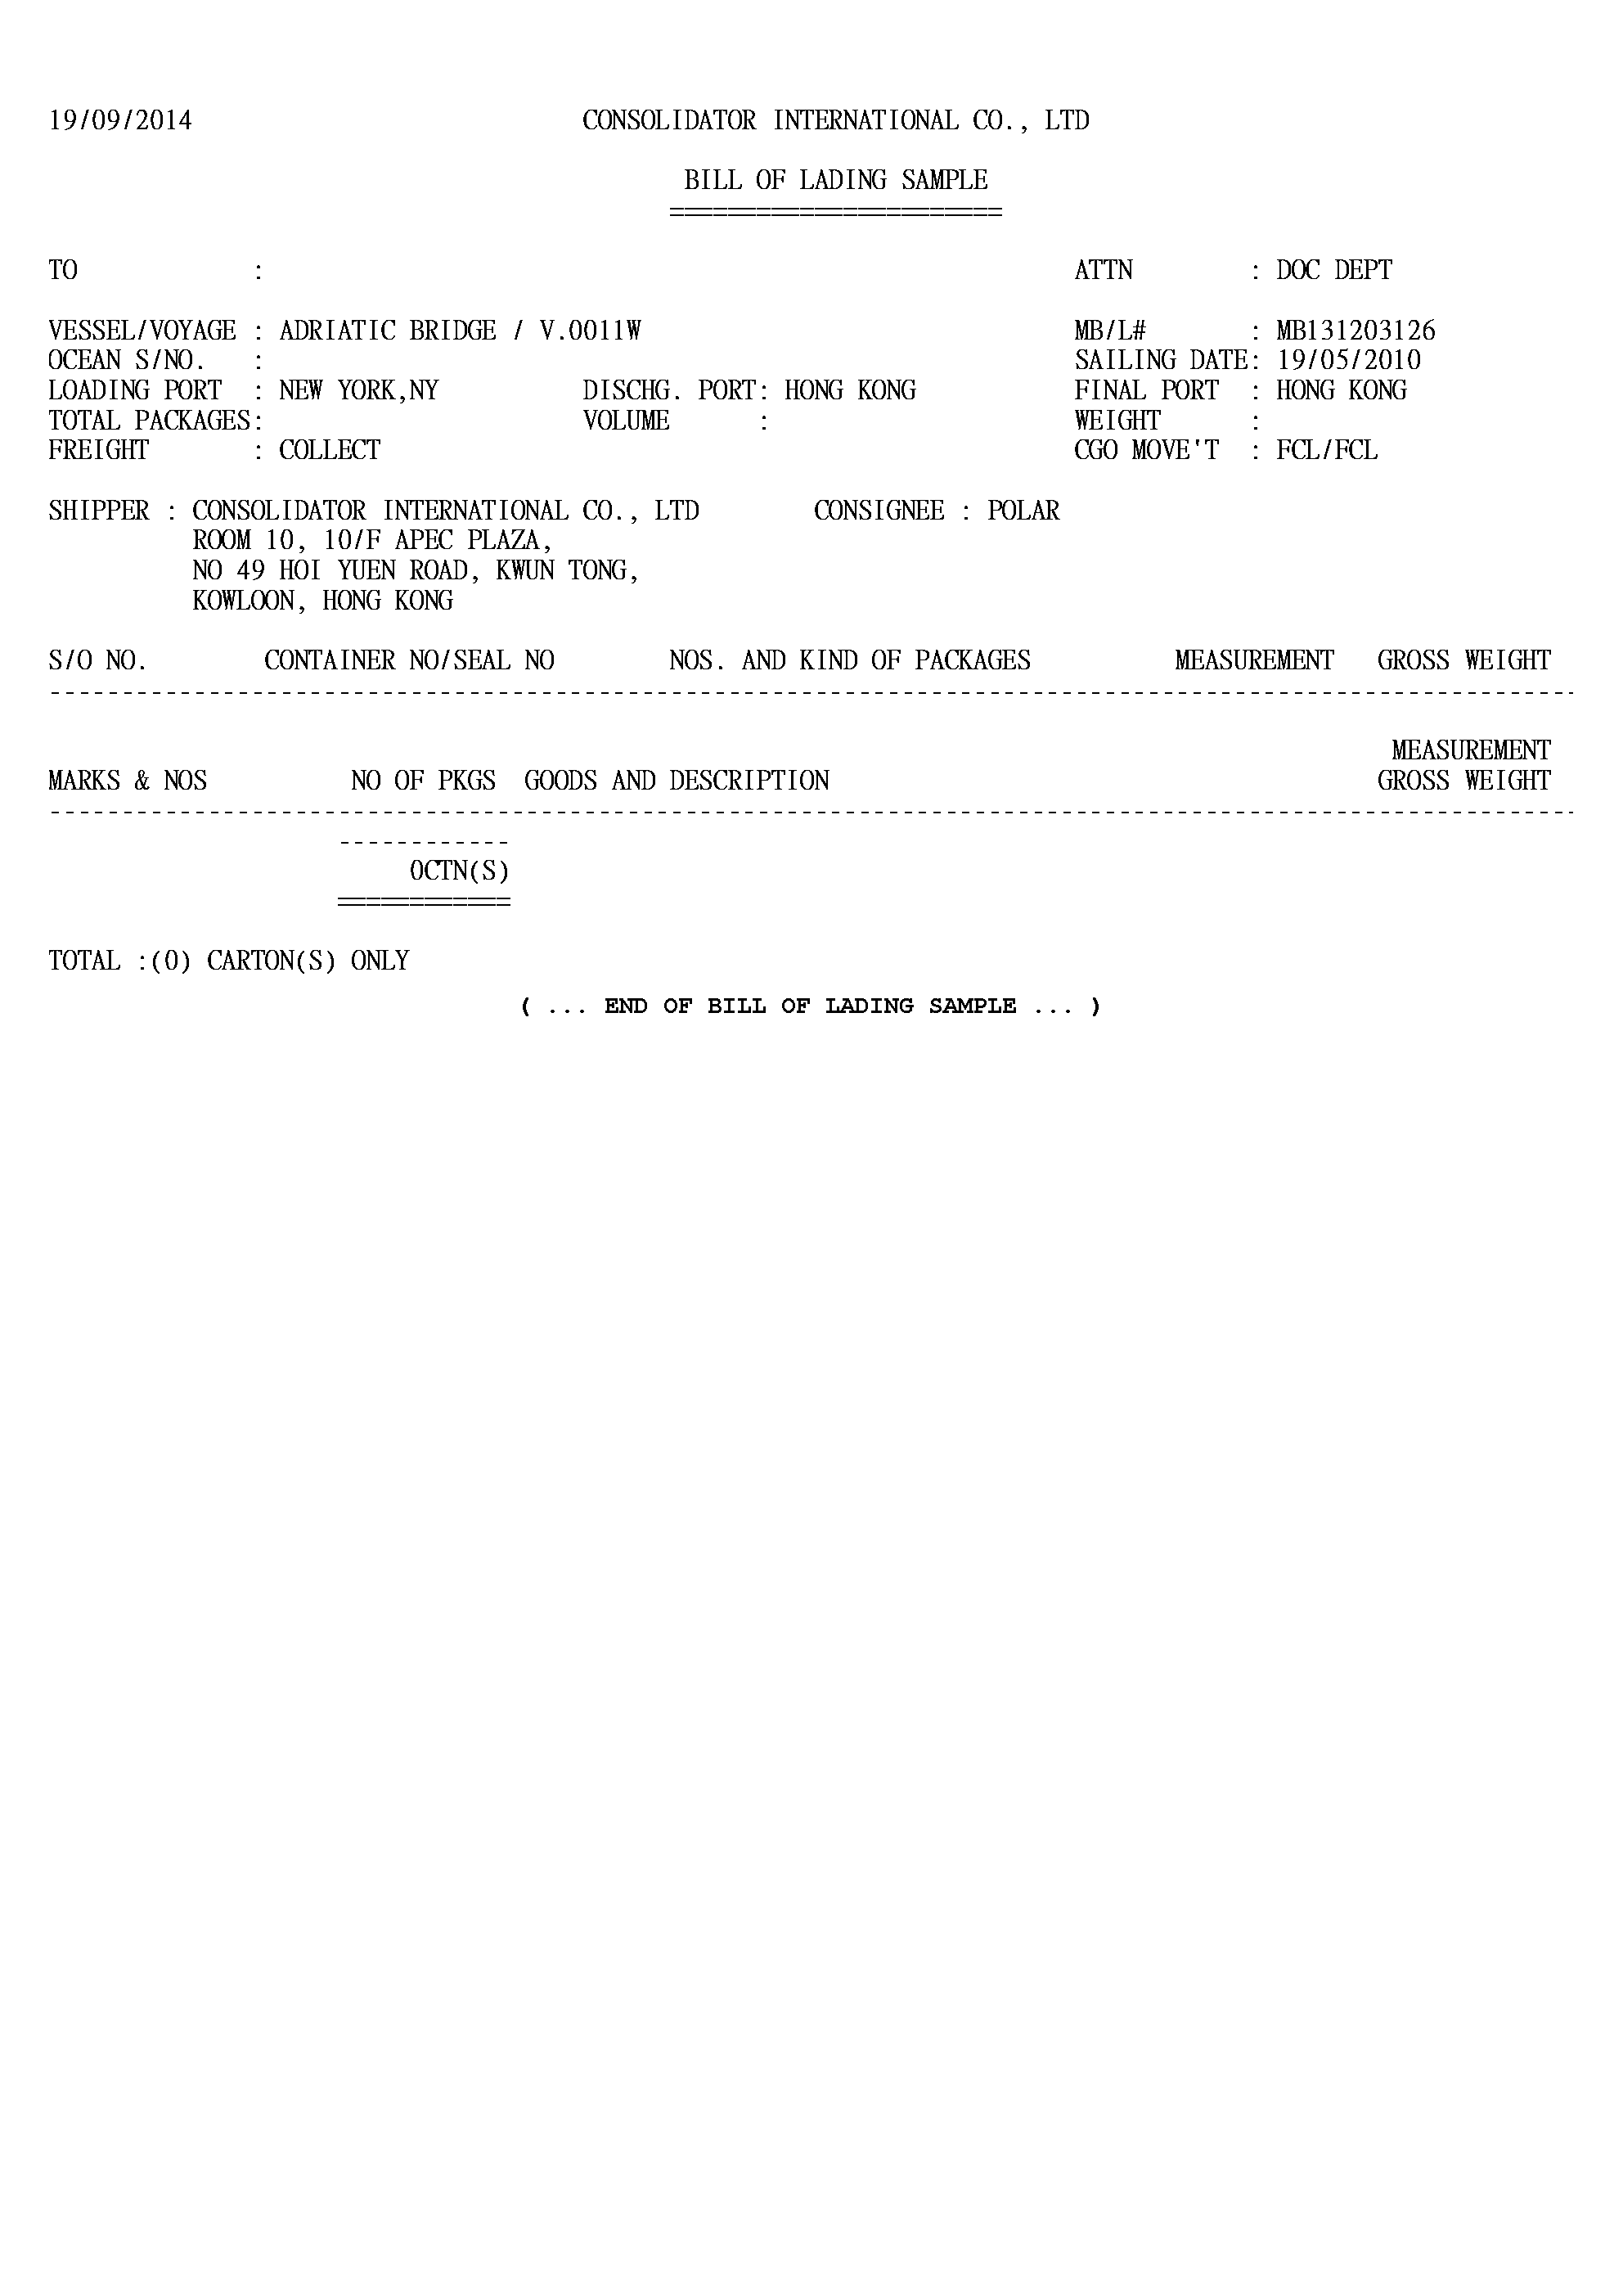 19/09/2014 CONSOLIDATOR INTERNATIONAL CO., LTD
BILL OF LADING SAMPLE
=======================
TO : ATTN : DOC DEPT
VESSEL/VOYAGE : ADRIATIC BRIDGE / V.0011W MB/L# : MB131203126
OCEAN S/NO. : SAILING DATE: 19/05/2010
LOADING PORT : NEW YORK,NY DISCHG. PORT: HONG KONG FINAL PORT : HONG KONG
TOTAL PACKAGES: VOLUME : WEIGHT :
FREIGHT : COLLECT CGO MOVE'T : FCL/FCL
SHIPPER : CONSOLIDATOR INTERNATIONAL CO., LTD CONSIGNEE : POLAR
ROOM 10, 10/F APEC PLAZA,
NO 49 HOI YUEN ROAD, KWUN TONG,
KOWLOON, HONG KONG
S/O NO. CONTAINER NO/SEAL NO NOS. AND KIND OF PACKAGES MEASUREMENT GROSS WEIGHT
----------------------------------------------------------------------------------------------------------
MEASUREMENT
MARKS & NOS NO OF PKGS GOODS AND DESCRIPTION GROSS WEIGHT
----------------------------------------------------------------------------------------------------------
------------
0CTN(S)
============
TOTAL :(0) CARTON(S) ONLY
( ... END OF BILL OF LADING SAMPLE ... )